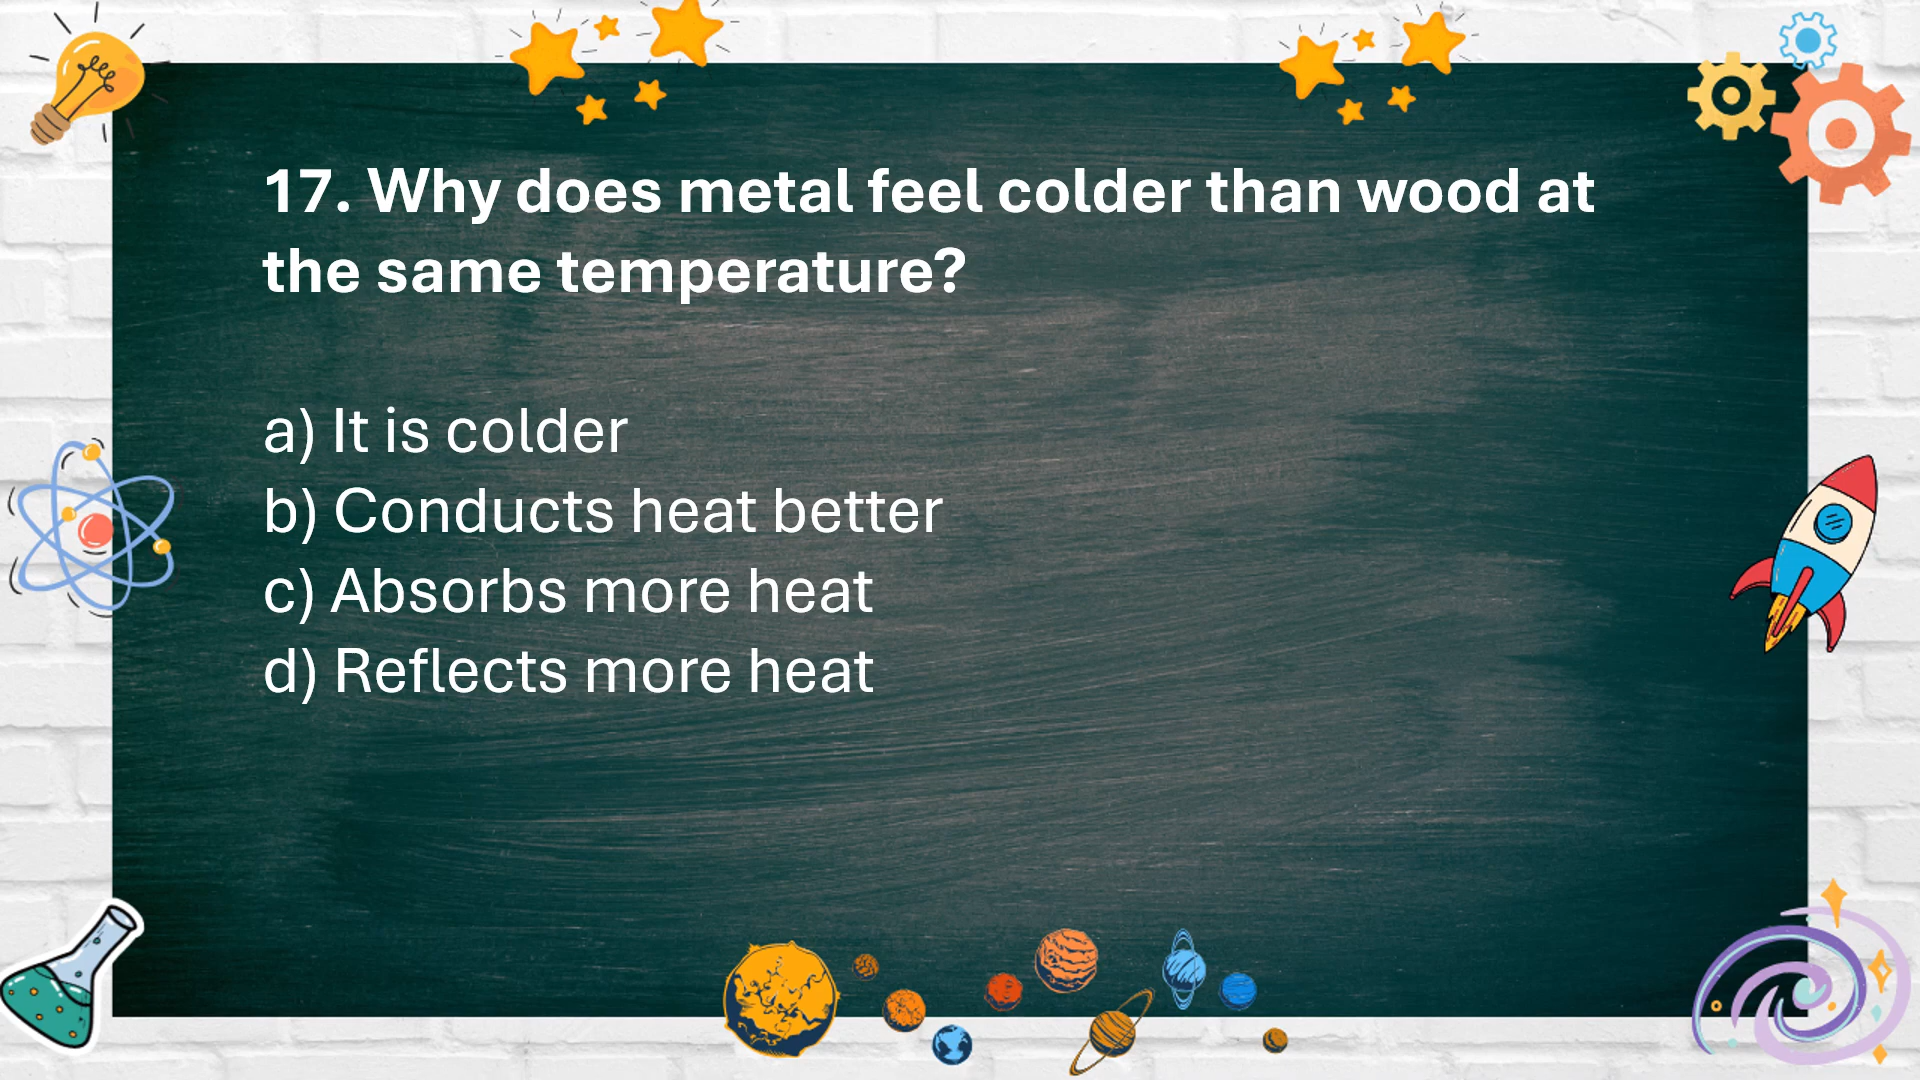 17. Why does metal feel colder than wood at
the same temperature?
a) It is colder
b) Conducts heat better
c) Absorbs more heat
d) Reflects more heat